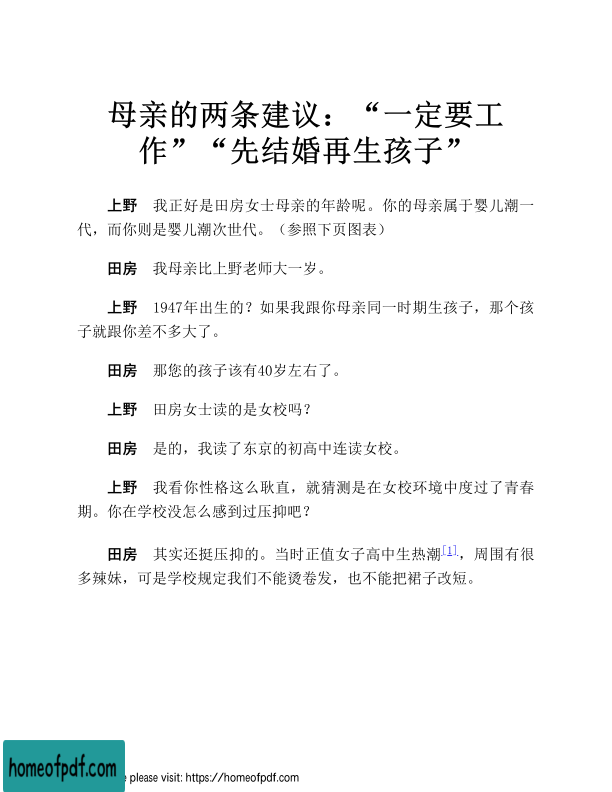 母亲的两条建议：“一定要工
作”“先结婚再生孩子”
上野　我正好是田房女士母亲的年龄呢。你的母亲属于婴儿潮一
代，而你则是婴儿潮次世代。（参照下页图表）
田房　我母亲比上野老师大一岁。
上野　1947年出生的？如果我跟你母亲同一时期生孩子，那个孩
子就跟你差不多大了。
田房　那您的孩子该有40岁左右了。
上野　田房女士读的是女校吗？
田房　是的，我读了东京的初高中连读女校。
上野　我看你性格这么耿直，就猜测是在女校环境中度过了青春
期。你在学校没怎么感到过压抑吧？
田房　其实还挺压抑的。当时正值女子高中生热潮[1]，周围有很
多辣妹，可是学校规定我们不能烫卷发，也不能把裙子改短。
homeofpdf.com
e please visit: https://homeofpdf.com